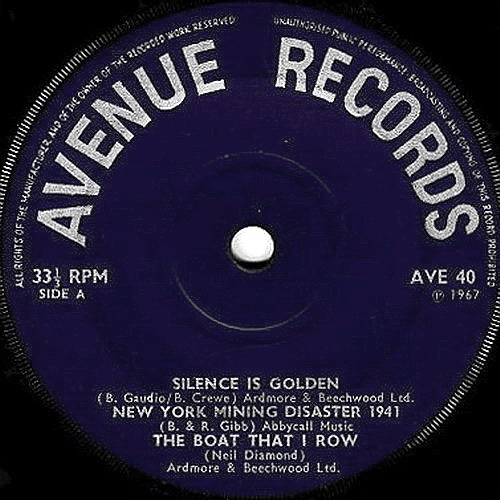 ALL RIGHTS OF THE MANUFACTURER, AND OF THE OWNER OF THE RECORDED WORK RESERVED
UNAUTHORISED PUBLIC PERFORMANCE, BROADCASTING AND COPYING OF THIS RECORD PROHIBITED
AVENUE RECORDS
33⅓ RPM
SIDE A
AVE 40
℗ 1967
SILENCE IS GOLDEN
(B. Gaudio/B. Crewe) Ardmore & Beechwood Ltd.
NEW YORK MINING DISASTER 1941
(B. & R. Gibb) Abbycall Music
THE BOAT THAT I ROW
(Neil Diamond)
Ardmore & Beechwood Ltd.